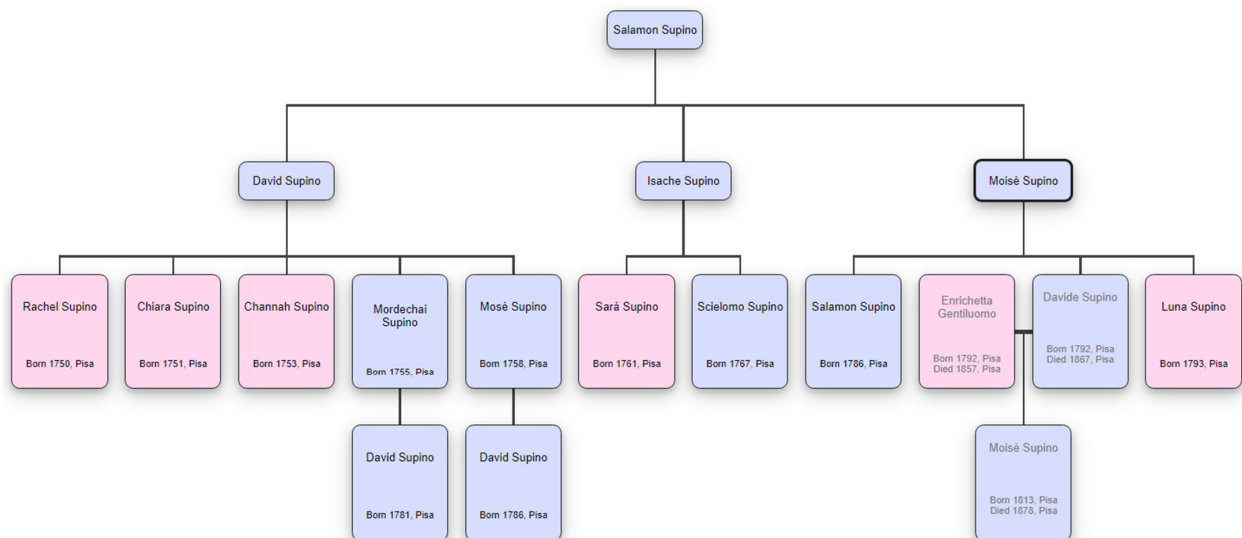 Salamon Supino
David Supino
Isache Supino
Moisè Supino
Rachel Supino
Born 1750, Pisa
Chiara Supino
Born 1751, Pisa
Channah Supino
Born 1753, Pisa
Mordechai
Supino
Born 1755, Pisa
Mosè Supino
Born 1758, Pisa
Sarà Supino
Born 1761, Pisa
Scielomo Supino
Born 1767, Pisa
Salamon Supino
Born 1786, Pisa
Enrichetta
Gentiluomo
Born 1792, Pisa
Died 1857, Pisa
Davide Supino
Born 1792, Pisa
Died 1867, Pisa
Luna Supino
Born 1793, Pisa
David Supino
Born 1781, Pisa
David Supino
Born 1786, Pisa
Moisè Supino
Born 1813, Pisa
Died 1878, Pisa